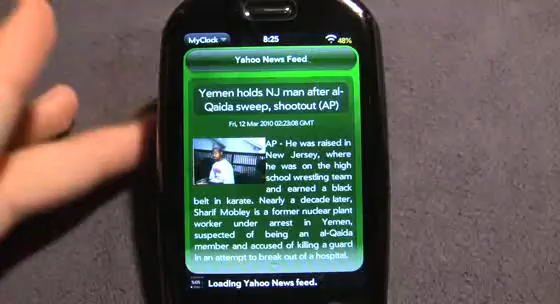 MyClock 8:25 48%
Yahoo News Feed
Yemen holds NJ man after al-
Qaida sweep, shootout (AP)
Fri, 12 Mar 2010 02:23:08 GMT
AP - He was raised in
New Jersey, where
he was on the high
school wrestling team
and earned a black
belt in karate. Nearly a decade later,
Sharif Mobley is a former nuclear plant
worker under arrest in Yemen,
suspected of being an al-Qaida
member and accused of killing a guard
in an attempt to break out of a hospital.
Loading Yahoo News feed.